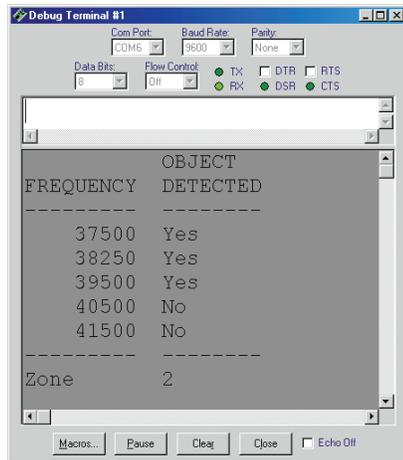 Debug Terminal #1
Com Port: Baud Rate: Parity:
COM6 9600 None
Data Bits: Flow Control: TX DTR RTS
8 Off RX DSR CTS
OBJECT
FREQUENCY DETECTED
--------- --------
37500 Yes
38250 Yes
39500 Yes
40500 No
41500 No
--------- --------
Zone 2
Macros... Pause Clear Close Echo Off